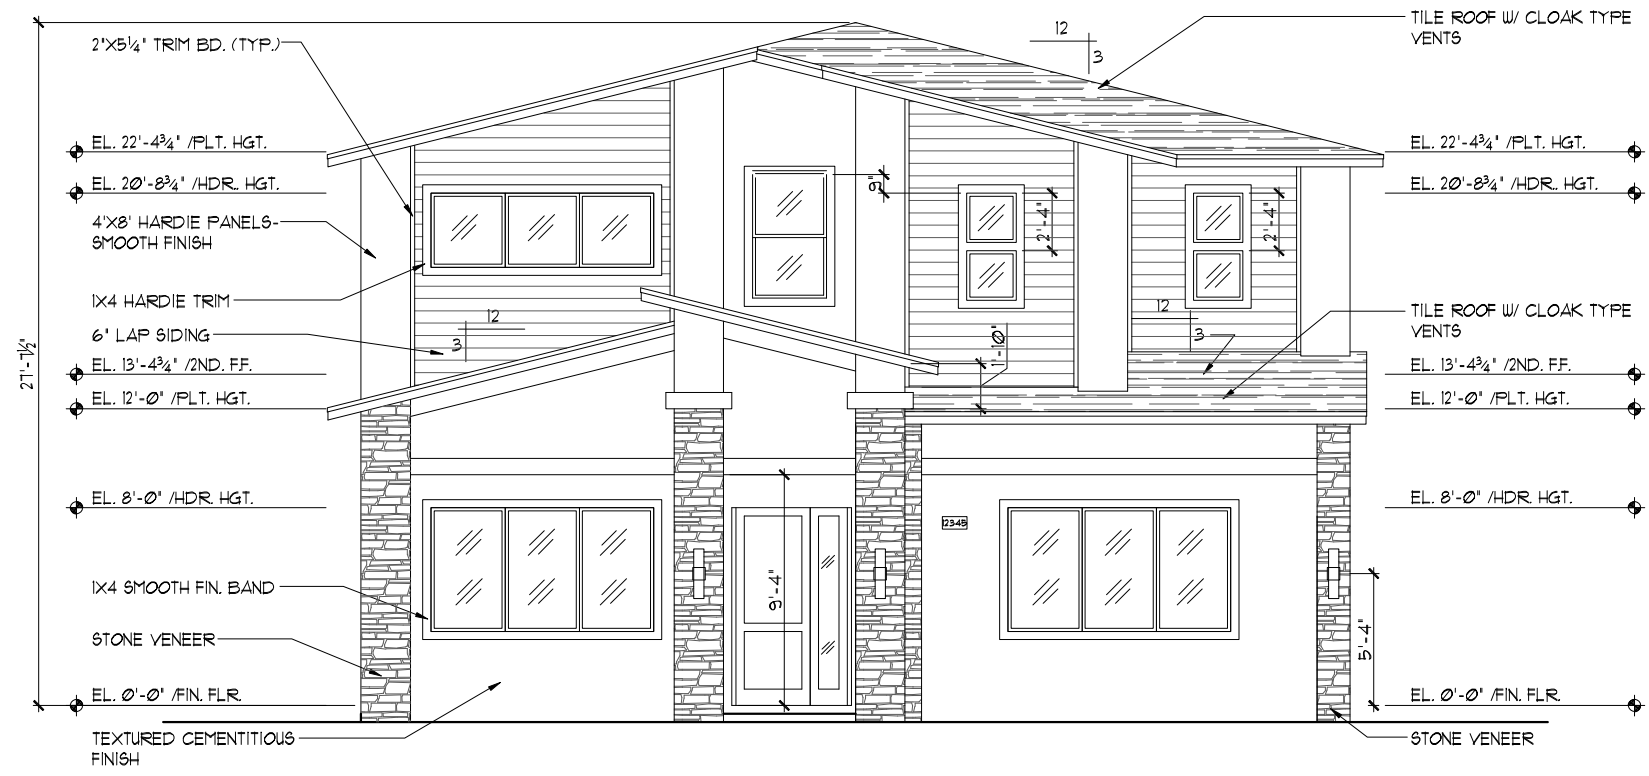 TILE ROOF W/ CLOAK TYPE
VENTS
12
3
2"X5¼" TRIM BD. (TYP.)
EL. 22'-4¾" /PLT. HGT.
EL. 22'-4¾" /PLT. HGT.
EL. 20'-8¾" /HDR.. HGT.
9"
EL. 20'-8¾" /HDR.. HGT.
4'X8' HARDIE PANELS-
SMOOTH FINISH
2'-4"
2'-4"
1X4 HARDIE TRIM
12
3
TILE ROOF W/ CLOAK TYPE
VENTS
6" LAP SIDING
12
3
1'-10"
27'-7½"
EL. 13'-4¾" /2ND. F.F.
EL. 13'-4¾" /2ND. F.F.
EL. 12'-0" /PLT. HGT.
EL. 12'-0" /PLT. HGT.
EL. 8'-0" /HDR. HGT.
EL. 8'-0" /HDR. HGT.
12345
1X4 SMOOTH FIN. BAND
9'-4"
STONE VENEER
5'-4"
EL. 0'-0" /FIN. FLR.
EL. 0'-0" /FIN. FLR.
TEXTURED CEMENTITIOUS
FINISH
STONE VENEER